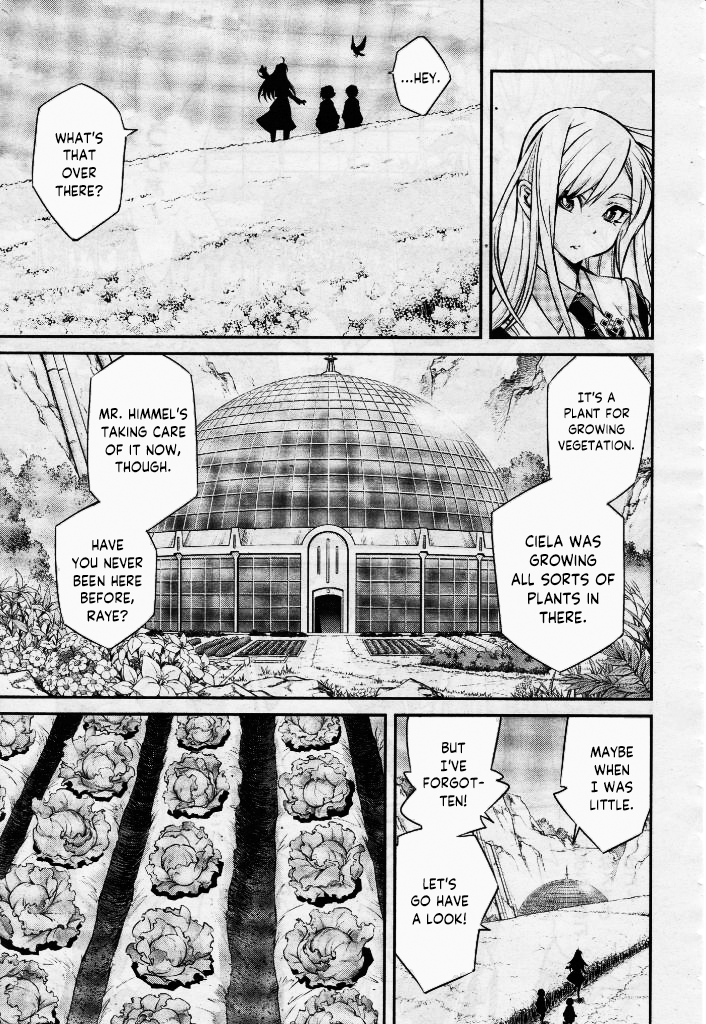 ...HEY.
WHAT'S
THAT
OVER
THERE?
IT'S A
PLANT FOR
GROWING
VEGETATION.
CIELA WAS
GROWING
ALL SORTS OF
PLANTS IN
THERE.
MR. HIMMEL'S
TAKING CARE
OF IT NOW,
THOUGH.
HAVE
YOU NEVER
BEEN HERE
BEFORE,
RAYE?
MAYBE
WHEN
I WAS
LITTLE.
BUT
I'VE
FORGOT-
TEN!
LET'S
GO HAVE
A LOOK!